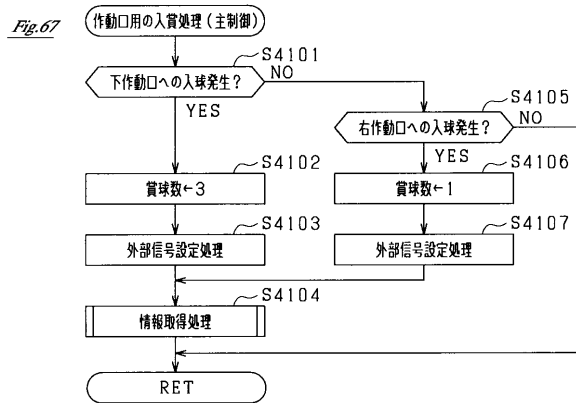 Fig.67
作動口用の入賞処理(主制御)
S4101
下作動口への入球発生?
NO
YES
S4105
右作動口への入球発生?
NO
YES
S4102
賞球数←3
S4106
賞球数←1
S4103
外部信号設定処理
S4107
外部信号設定処理
S4104
情報取得処理
RET